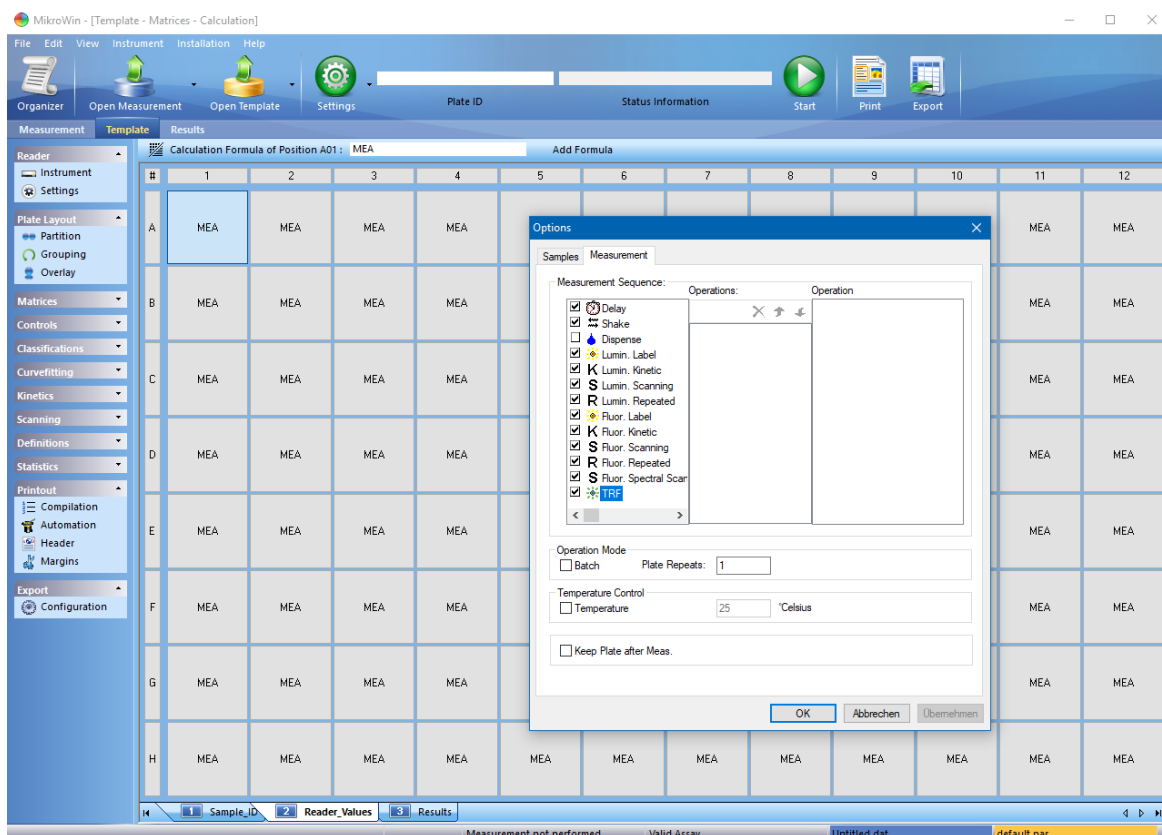 MikroWin - [Template - Matrices - Calculation]
File Edit View Instrument Installation Help
Organizer Open Measurement Open Template Settings Plate ID Status Information Start Print Export
Measurement Template Results
Reader
Instrument
Settings
Plate Layout
Partition
Grouping
Overlay
Matrices
Controls
Classifications
Curvefitting
Kinetics
Scanning
Definitions
Statistics
Printout
Compilation
Automation
Header
Margins
Export
Configuration
Calculation Formula of Position A01 : MEA Add Formula
# 1 2 3 4 5 6 7 8 9 10 11 12
A MEA MEA MEA MEA MEA MEA
B MEA MEA MEA MEA MEA MEA
C MEA MEA MEA MEA MEA MEA
D MEA MEA MEA MEA MEA MEA
E MEA MEA MEA MEA MEA MEA
F MEA MEA MEA MEA MEA MEA
G MEA MEA MEA MEA MEA MEA
H MEA MEA MEA MEA MEA MEA MEA MEA MEA MEA MEA MEA
Options
Samples Measurement
Measurement Sequence: Operations: Operation
Delay
Shake
Dispense
Lumin. Label
K Lumin. Kinetic
S Lumin. Scanning
R Lumin. Repeated
Fluor. Label
K Fluor. Kinetic
S Fluor. Scanning
R Fluor. Repeated
S Fluor. Spectral Scar
TRF
Operation Mode
Batch Plate Repeats: 1
Temperature Control
Temperature 25 °Celsius
Keep Plate after Meas.
OK Abbrechen Übernehmen
1 Sample_ID 2 Reader_Values 3 Results
Measurement not performed Valid Assay Untitled.dat default.par